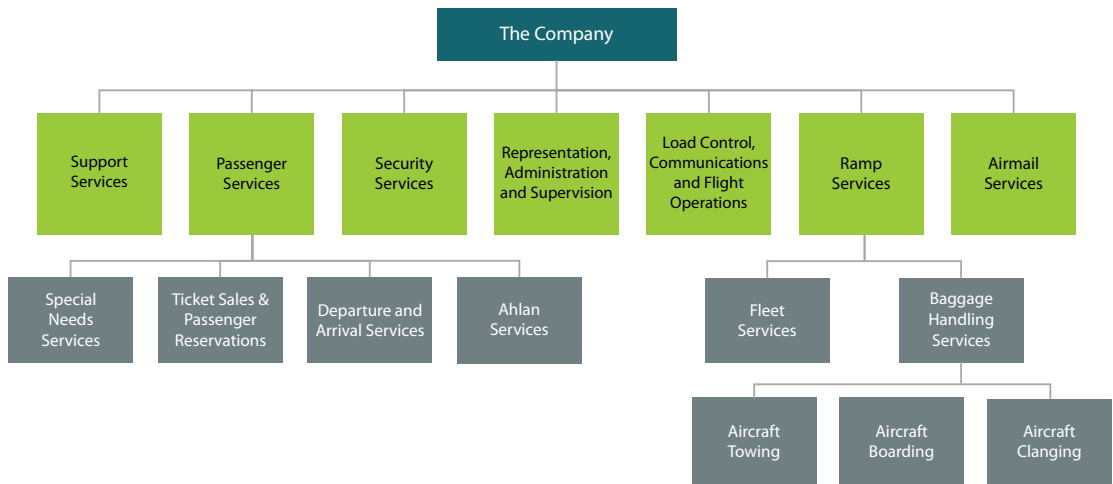 The Company
Support
Services
Passenger
Services
Security
Services
Representation,
Administration
and Supervision
Load Control,
Communications
and Flight
Operations
Ramp
Services
Airmail
Services
Special
Needs
Services
Ticket Sales &
Passenger
Reservations
Departure and
Arrival Services
Ahlan
Services
Fleet
Services
Baggage
Handling
Services
Aircraft
Towing
Aircraft
Boarding
Aircraft
Clanging